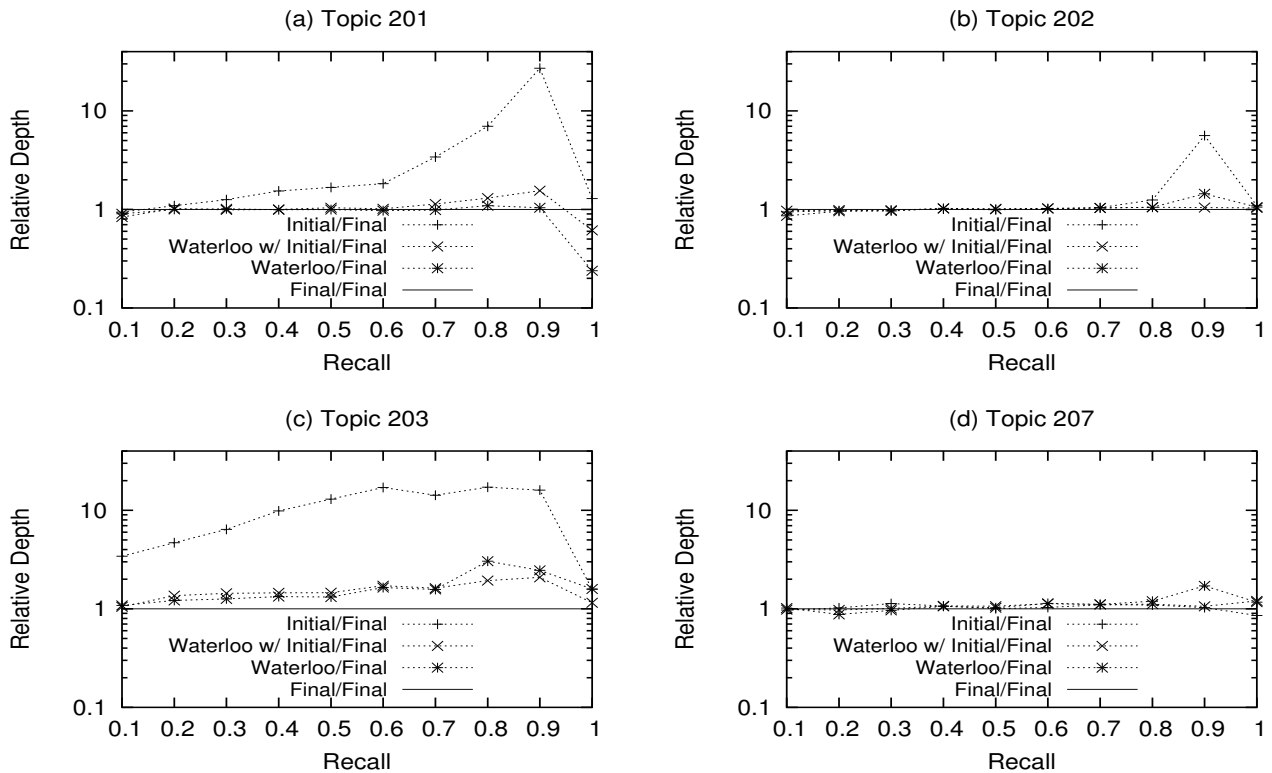 (a) Topic 201
Relative Depth
10
1
0.1
Initial/Final
Waterloo w/ Initial/Final
Waterloo/Final
Final/Final
0.1 0.2 0.3 0.4 0.5 0.6 0.7 0.8 0.9 1
Recall
(b) Topic 202
Relative Depth
10
1
0.1
Initial/Final
Waterloo w/ Initial/Final
Waterloo/Final
Final/Final
0.1 0.2 0.3 0.4 0.5 0.6 0.7 0.8 0.9 1
Recall
(c) Topic 203
Relative Depth
10
1
0.1
Initial/Final
Waterloo w/ Initial/Final
Waterloo/Final
Final/Final
0.1 0.2 0.3 0.4 0.5 0.6 0.7 0.8 0.9 1
Recall
(d) Topic 207
Relative Depth
10
1
0.1
Initial/Final
Waterloo w/ Initial/Final
Waterloo/Final
Final/Final
0.1 0.2 0.3 0.4 0.5 0.6 0.7 0.8 0.9 1
Recall